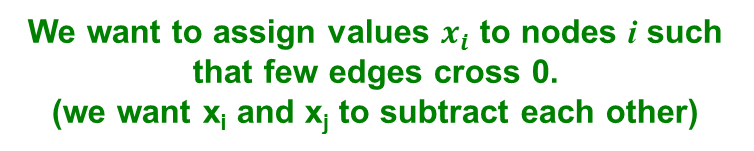 We want to assign values xᵢ to nodes i such
that few edges cross 0.
(we want xᵢ and xⱼ to subtract each other)